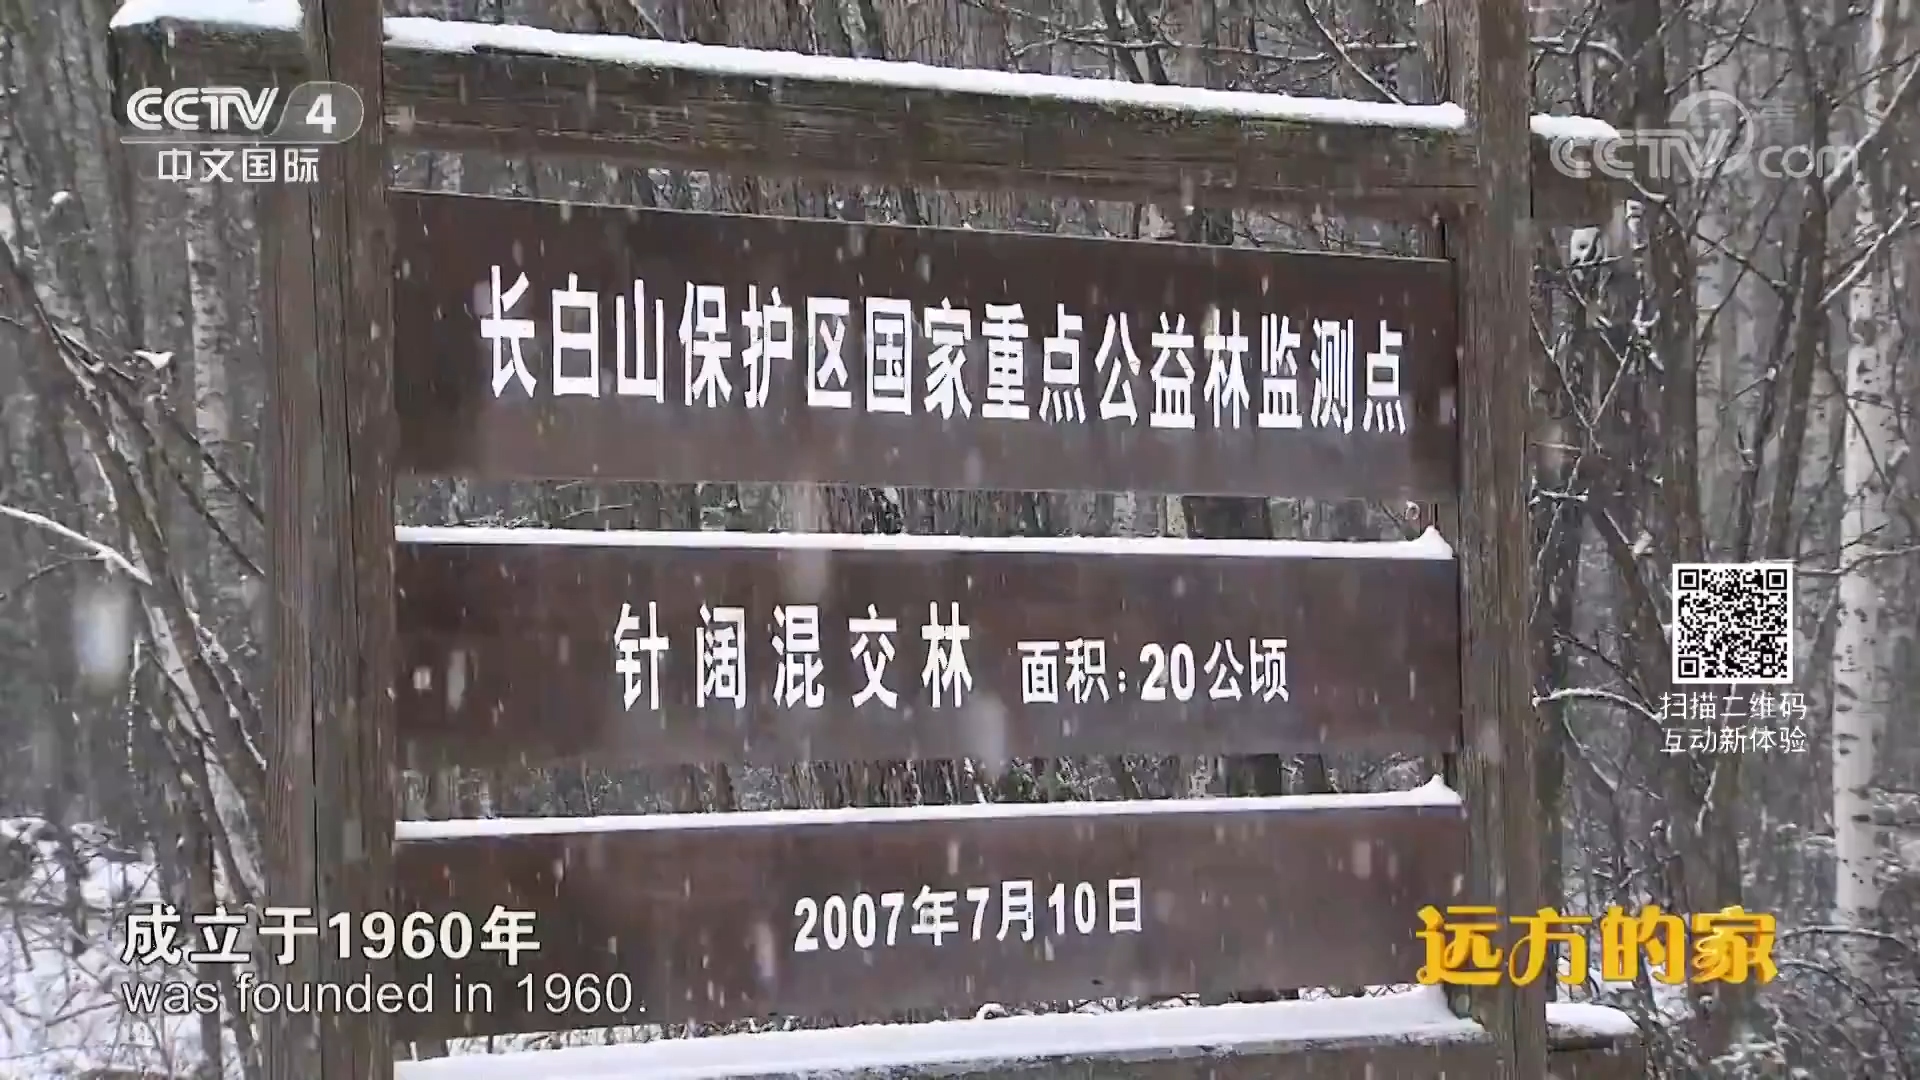 CCTV 4
中文国际
CCTV.com
长白山保护区国家重点公益林监测点
针阔混交林 面积:20公顷
2007年7月10日
扫描二维码
互动新体验
远方的家
成立于1960年
was founded in 1960.